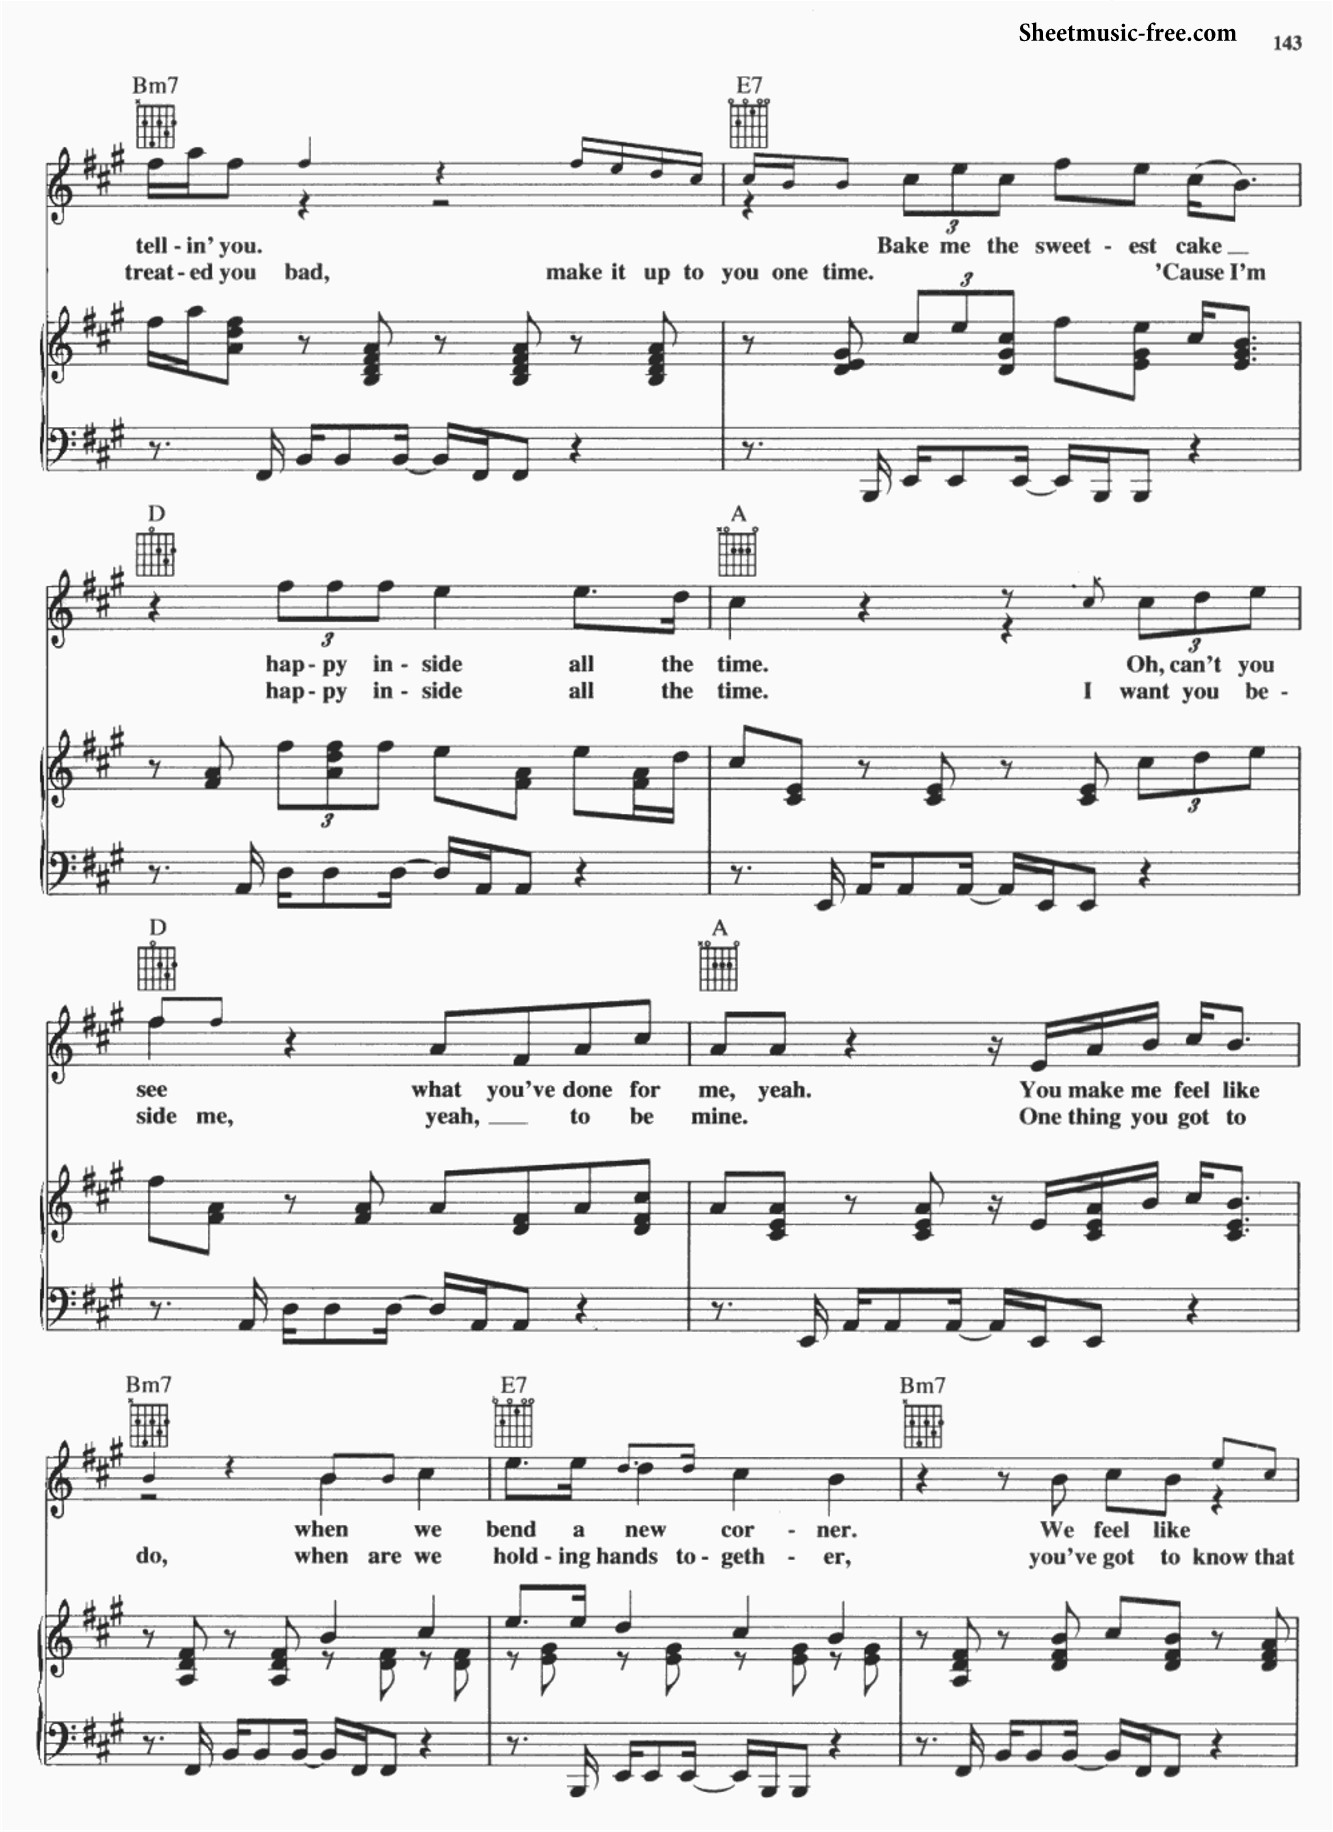 Sheetmusic-free.com 143
Bm7 E7
tell - in' you. Bake me the sweet - est cake
treat - ed you bad, make it up to you one time. 'Cause I'm
3
3
D A
hap - py in - side all the time. Oh, can't you
hap - py in - side all the time. I want you be -
3 3
3 3
D A
see what you've done for me, yeah. You make me feel like
side me, yeah, to be mine. One thing you got to
Bm7 E7 Bm7
when we bend a new cor - ner. We feel like
do, when are we hold - ing hands to - geth - er, you've got to know that